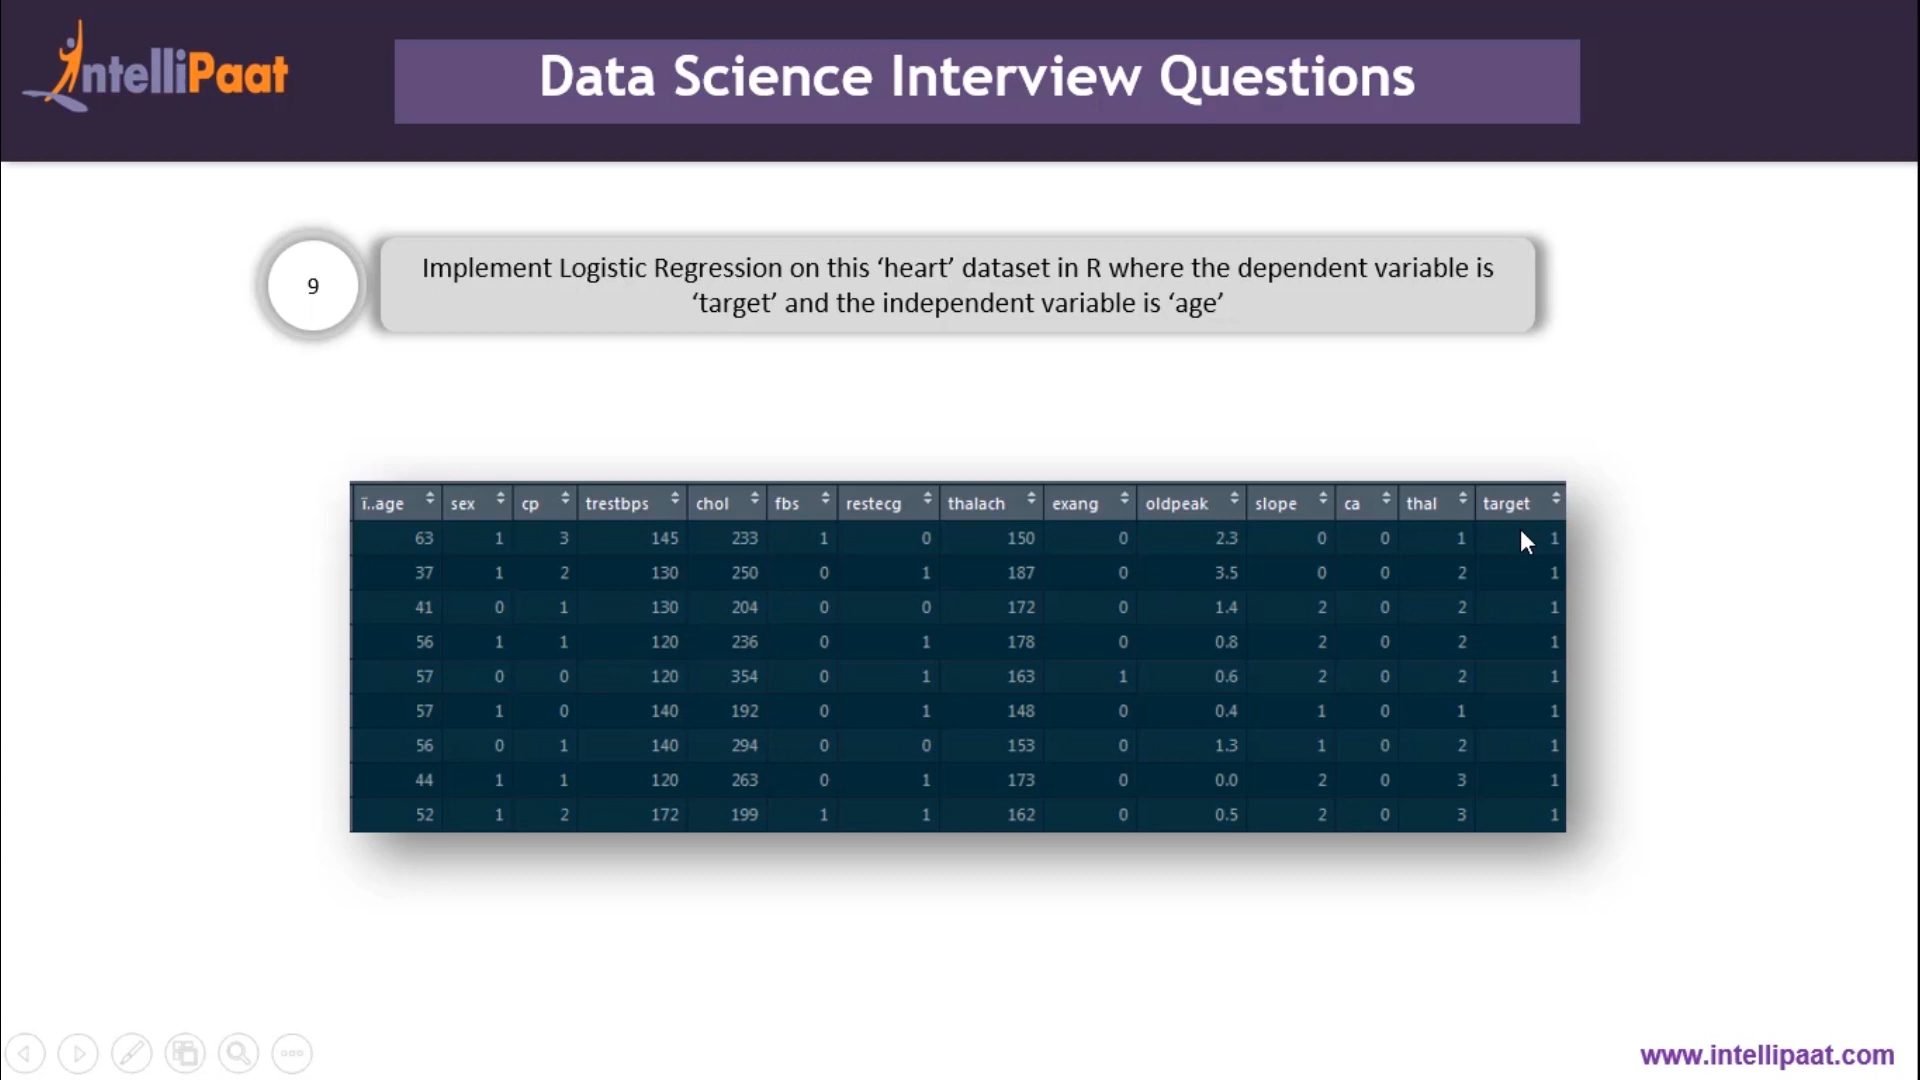 intelliPaat
Data Science Interview Questions
9
Implement Logistic Regression on this ‘heart’ dataset in R where the dependent variable is
‘target’ and the independent variable is ‘age’
ï..age sex cp trestbps chol fbs restecg thalach exang oldpeak slope ca thal target
63 1 3 145 233 1 0 150 0 2.3 0 0 1 1
37 1 2 130 250 0 1 187 0 3.5 0 0 2 1
41 0 1 130 204 0 0 172 0 1.4 2 0 2 1
56 1 1 120 236 0 1 178 0 0.8 2 0 2 1
57 0 0 120 354 0 1 163 1 0.6 2 0 2 1
57 1 0 140 192 0 1 148 0 0.4 1 0 1 1
56 0 1 140 294 0 0 153 0 1.3 1 0 2 1
44 1 1 120 263 0 1 173 0 0.0 2 0 3 1
52 1 2 172 199 1 1 162 0 0.5 2 0 3 1
www.intellipaat.com